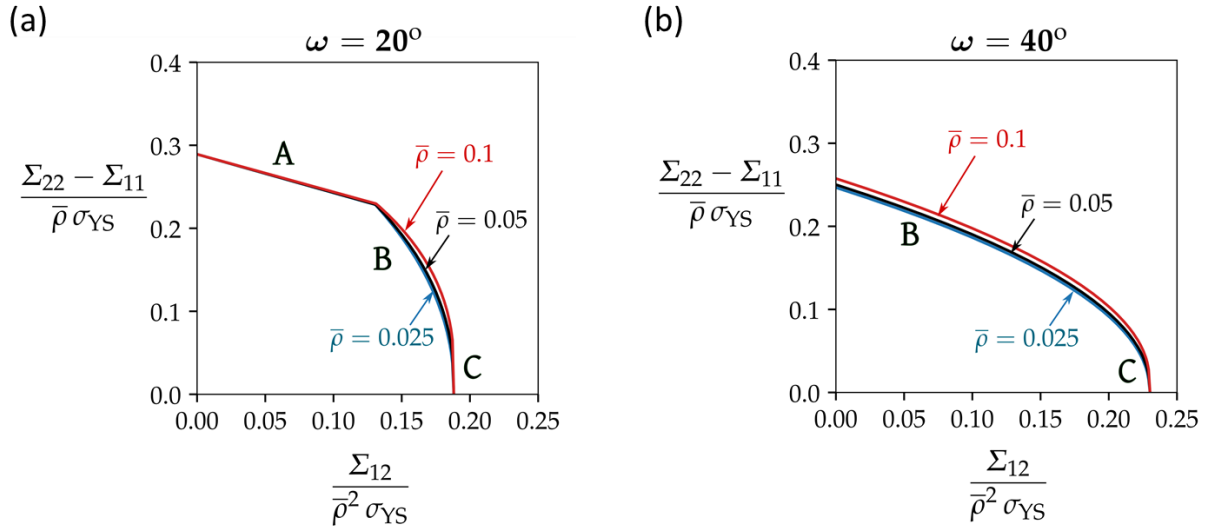 (a)
ω = 20°
0.4
0.3
0.2
0.1
0.0
Σ22 − Σ11
ρ̅ σYS
A
B
C
ρ̅ = 0.1
ρ̅ = 0.05
ρ̅ = 0.025
0.00 0.05 0.10 0.15 0.20 0.25
Σ12
ρ̅² σYS
(b)
ω = 40°
0.4
0.3
0.2
0.1
0.0
Σ22 − Σ11
ρ̅ σYS
B
C
ρ̅ = 0.1
ρ̅ = 0.05
ρ̅ = 0.025
0.00 0.05 0.10 0.15 0.20 0.25
Σ12
ρ̅² σYS